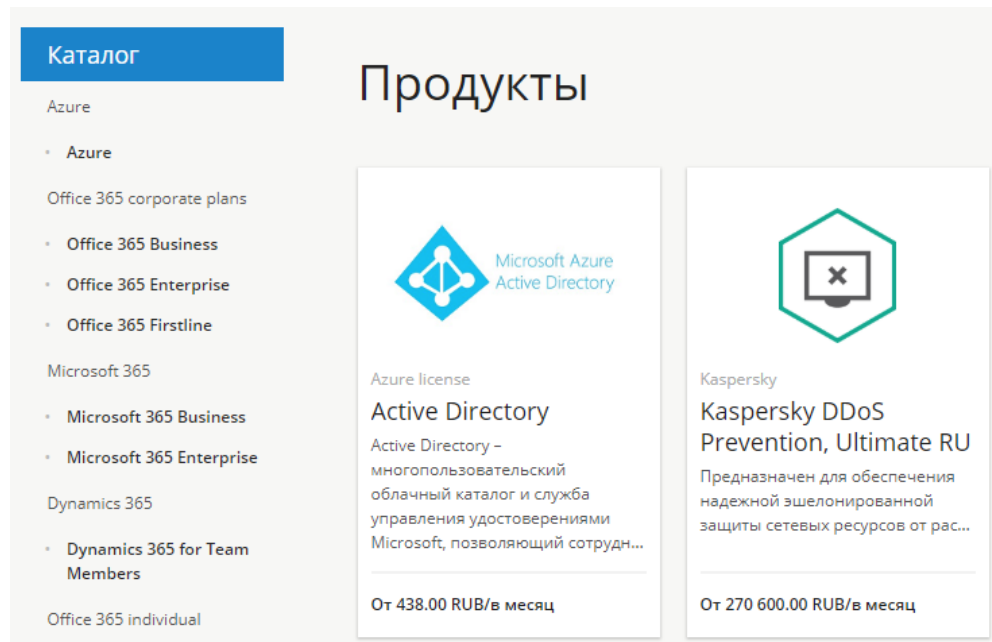 Каталог
Azure
Azure
Office 365 corporate plans
Office 365 Business
Office 365 Enterprise
Office 365 Firstline
Microsoft 365
Microsoft 365 Business
Microsoft 365 Enterprise
Dynamics 365
Dynamics 365 for Team
Members
Office 365 individual
Продукты
Microsoft Azure
Active Directory
Azure license
Active Directory
Active Directory –
многопользовательский
облачный каталог и служба
управления удостоверениями
Microsoft, позволяющий сотрудн...
От 438.00 RUB/в месяц
Kaspersky
Kaspersky DDoS
Prevention, Ultimate RU
Предназначен для обеспечения
надежной эшелонированной
защиты сетевых ресурсов от рас...
От 270 600.00 RUB/в месяц